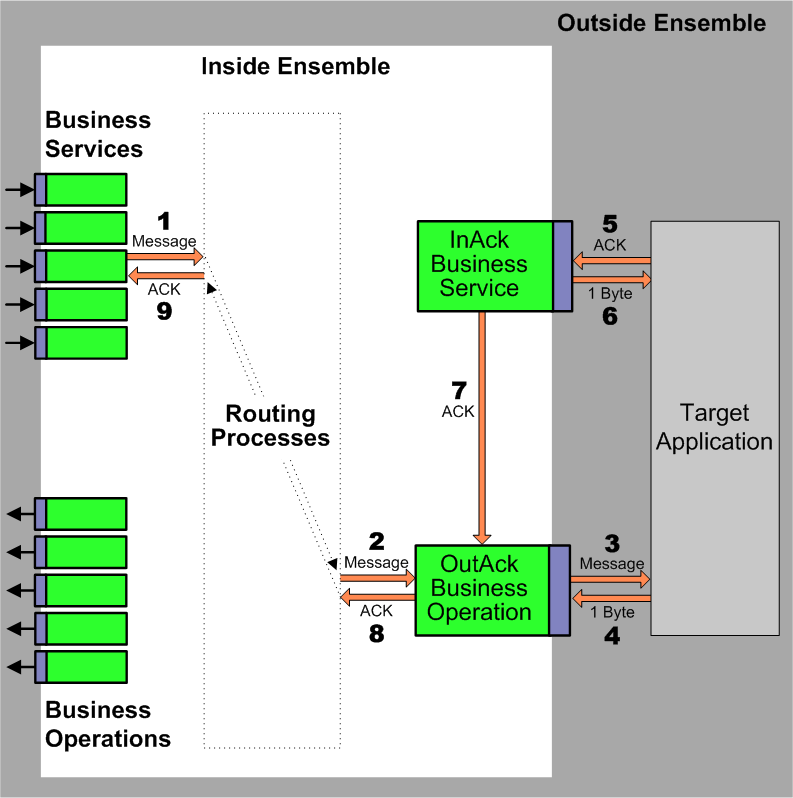 Outside Ensemble
Inside Ensemble
Business
Services
1
Message
ACK
9
InAck
Business
Service
5
ACK
1 Byte
6
7
ACK
Routing
Processes
Target
Application
2
Message
ACK
8
OutAck
Business
Operation
3
Message
1 Byte
4
Business
Operations